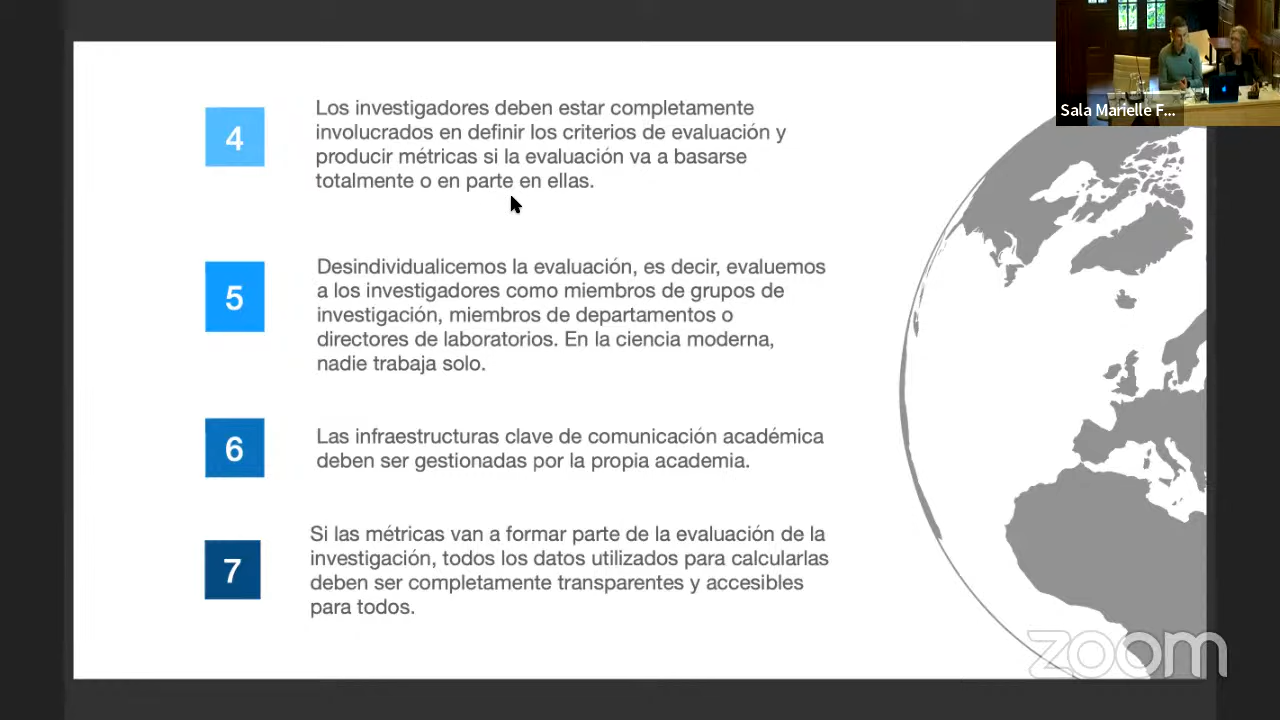 Sala Marielle F...
4
Los investigadores deben estar completamente
involucrados en definir los criterios de evaluación y
producir métricas si la evaluación va a basarse
totalmente o en parte en ellas.
5
Desindividualicemos la evaluación, es decir, evaluemos
a los investigadores como miembros de grupos de
investigación, miembros de departamentos o
directores de laboratorios. En la ciencia moderna,
nadie trabaja solo.
6
Las infraestructuras clave de comunicación académica
deben ser gestionadas por la propia academia.
7
Si las métricas van a formar parte de la evaluación de la
investigación, todos los datos utilizados para calcularlas
deben ser completamente transparentes y accesibles
para todos.
zoom